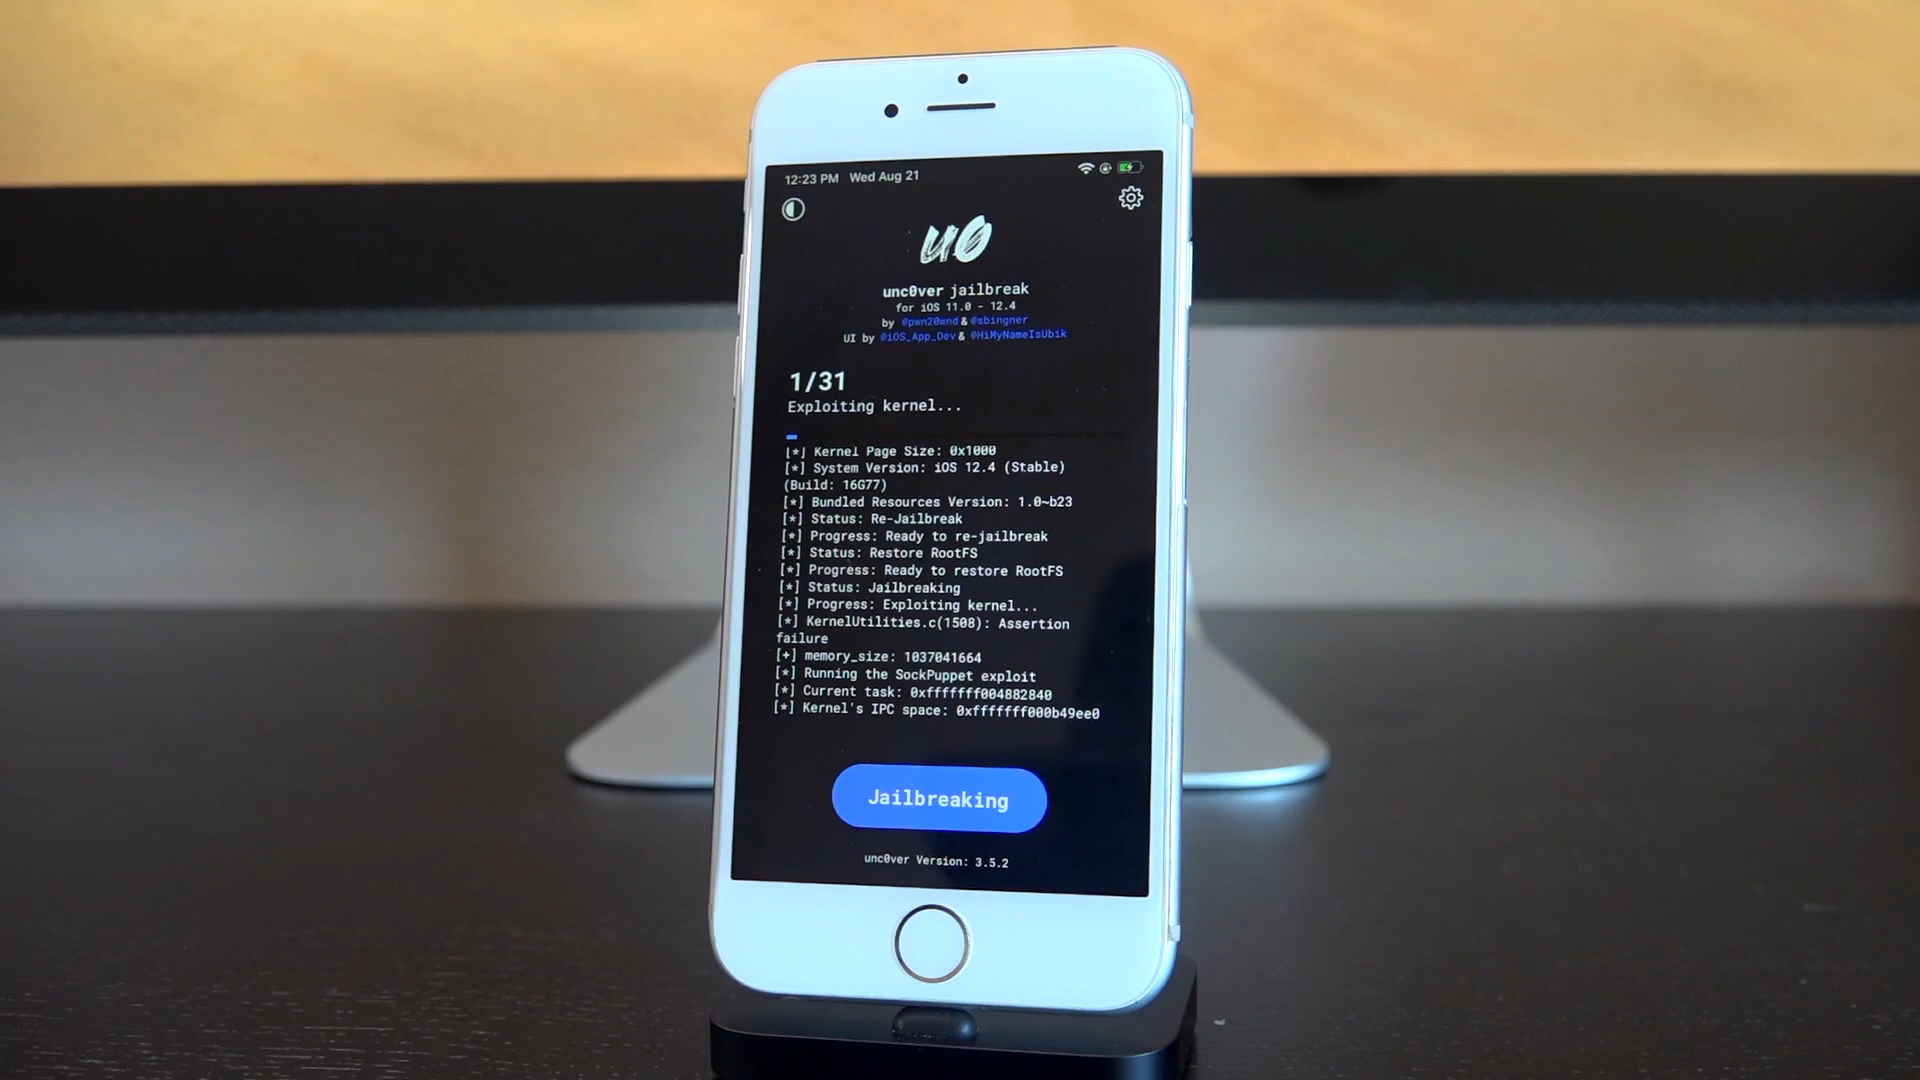 12:23 PM Wed Aug 21
u0
unc0ver jailbreak
for iOS 11.0 - 12.4
by @pwn20wnd & @sbingner
UI by @iOS_App_Dev & @HiMyNameIsUbik
1/31
Exploiting kernel...
[*] Kernel Page Size: 0x1000
[*] System Version: iOS 12.4 (Stable)
(Build: 16G77)
[*] Bundled Resources Version: 1.0~b23
[*] Status: Re-Jailbreak
[*] Progress: Ready to re-jailbreak
[*] Status: Restore RootFS
[*] Progress: Ready to restore RootFS
[*] Status: Jailbreaking
[*] Progress: Exploiting kernel...
[*] KernelUtilities.c(1508): Assertion
failure
[+] memory_size: 1037041664
[*] Running the SockPuppet exploit
[*] Current task: 0xfffffff004882840
[*] Kernel's IPC space: 0xfffffff000b49ee0
Jailbreaking
unc0ver Version: 3.5.2